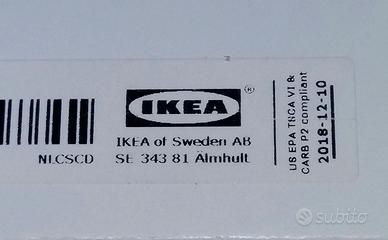 IKEA ®
IKEA of Sweden AB
SE 343 81 Älmhult
NLCSCD
US EPA TSCA VI &
CARB P2 compliant
2018-12-10
subito